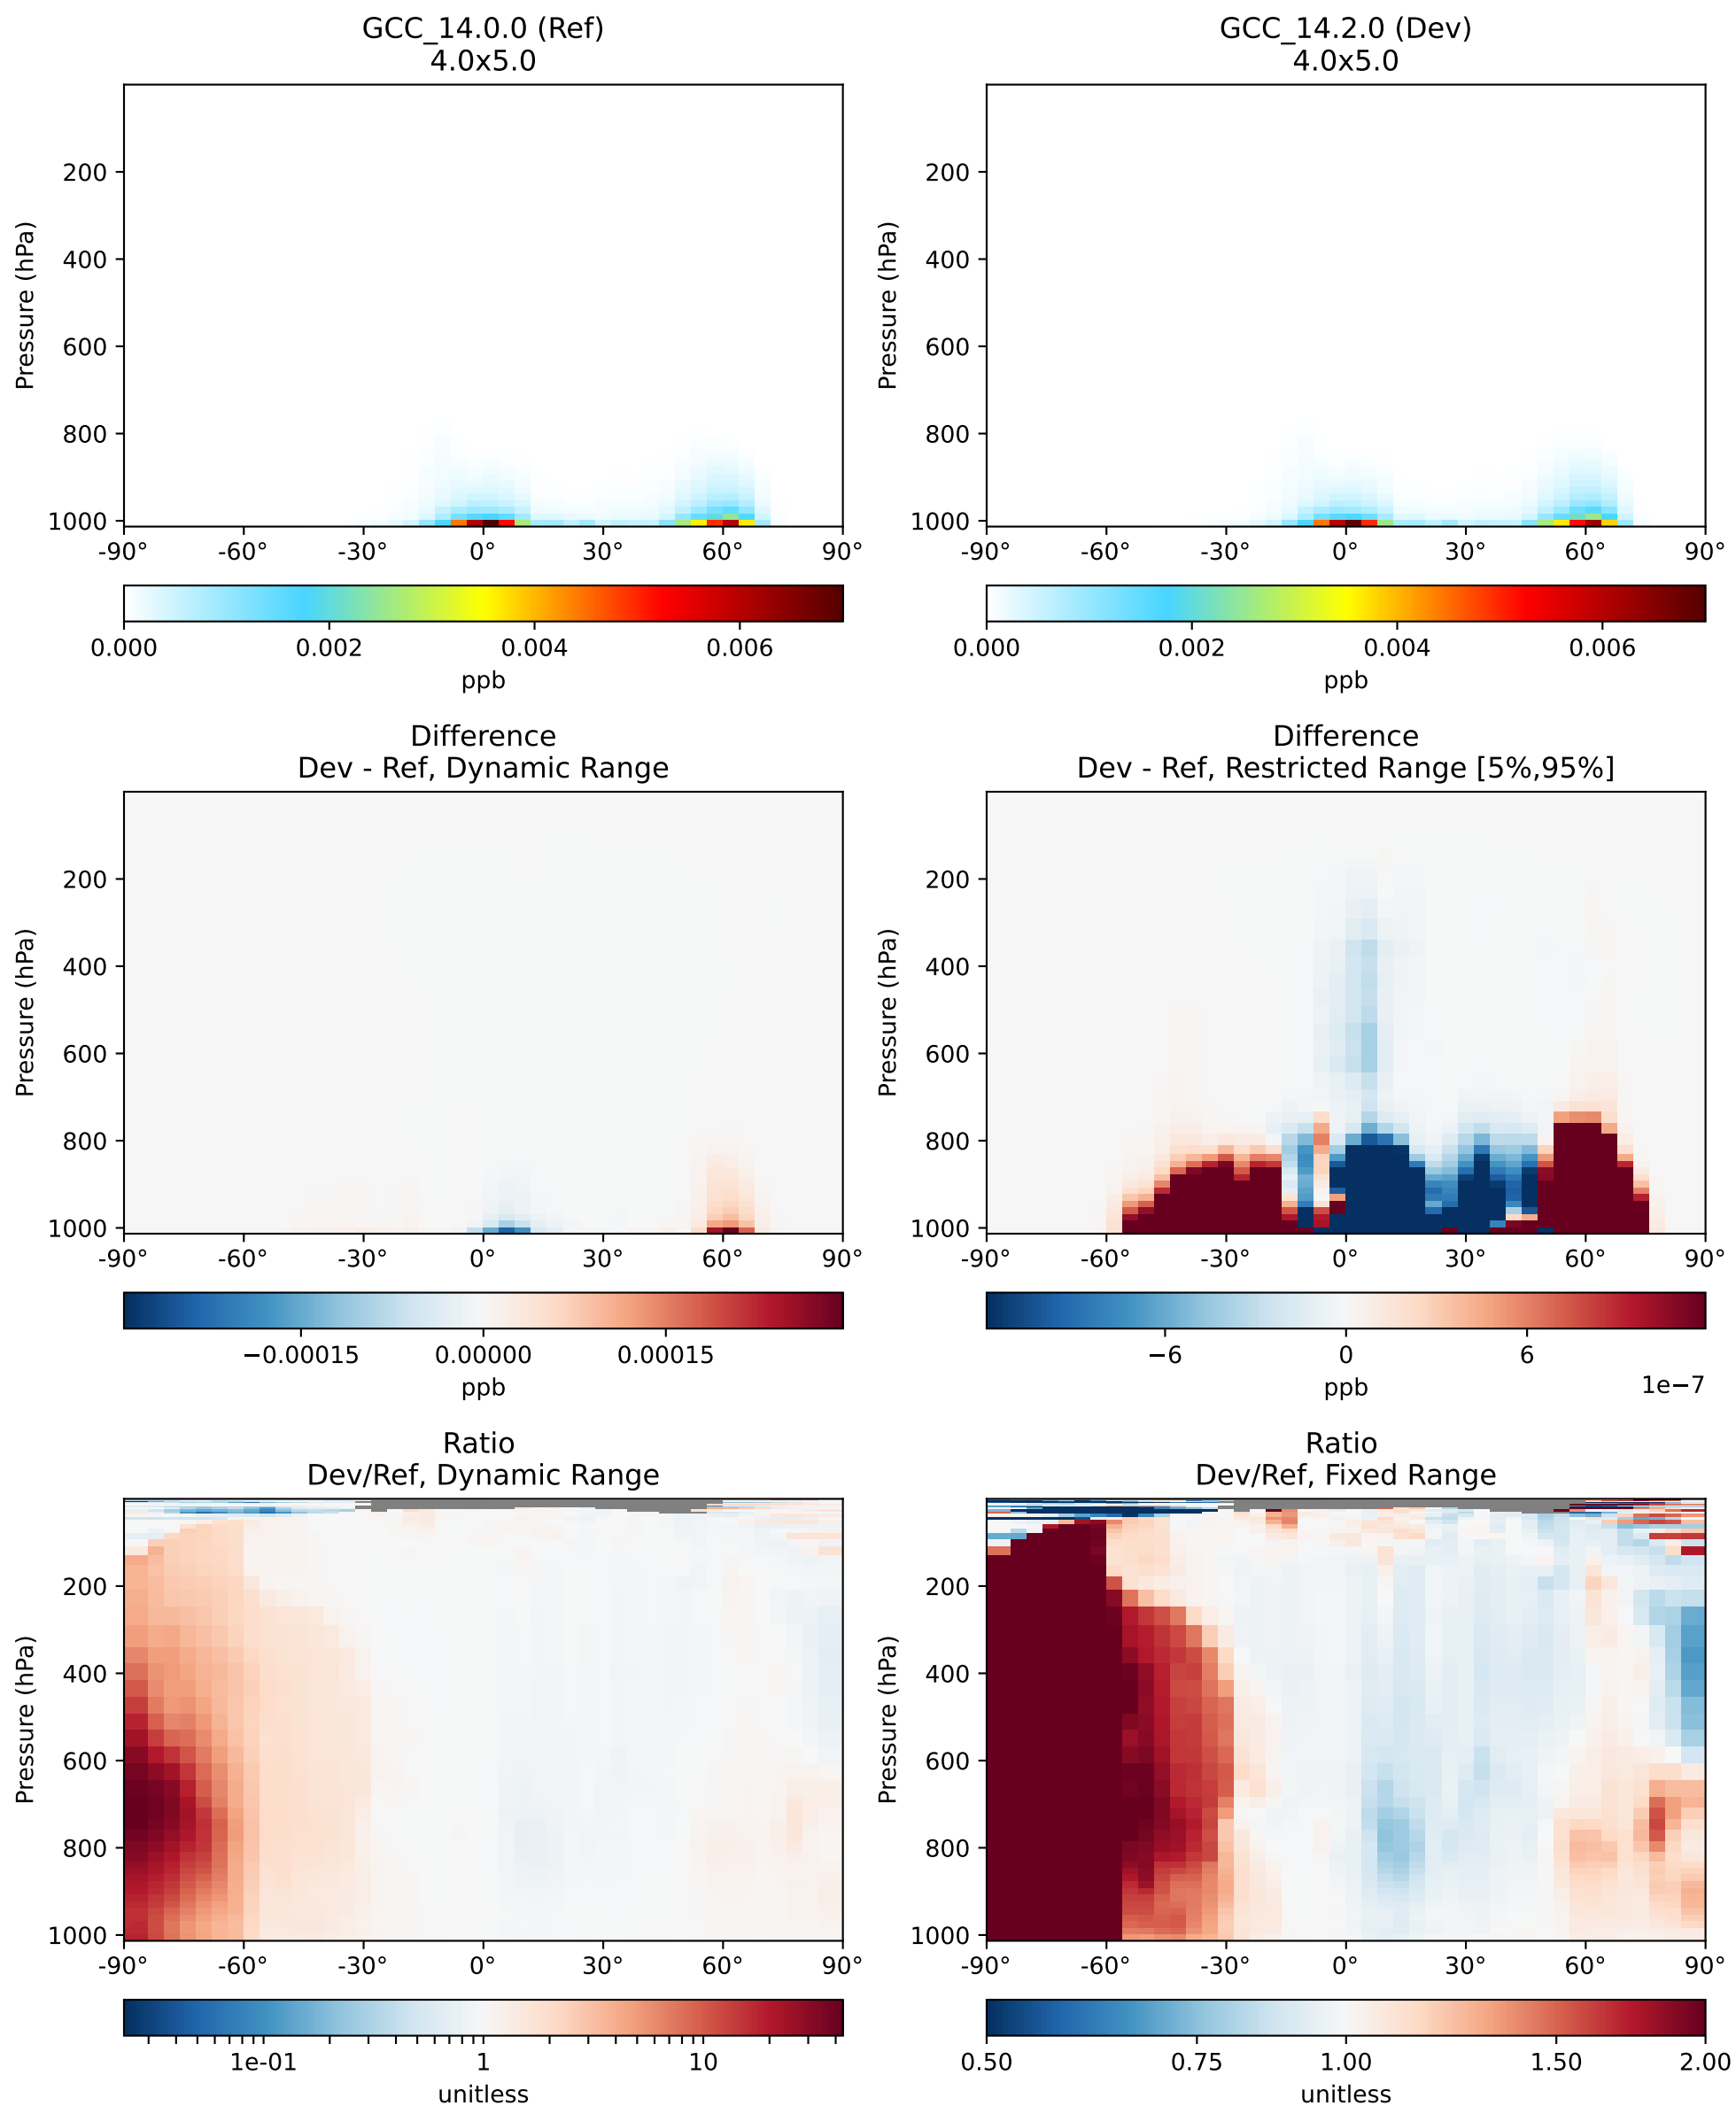 GCC_14.0.0 (Ref)
4.0x5.0
GCC_14.2.0 (Dev)
4.0x5.0
Pressure (hPa)
200
400
600
800
1000
-90° -60° -30° 0° 30° 60° 90°
0.000 0.002 0.004 0.006
ppb
Pressure (hPa)
200
400
600
800
1000
-90° -60° -30° 0° 30° 60° 90°
0.000 0.002 0.004 0.006
ppb
Difference
Dev - Ref, Dynamic Range
Pressure (hPa)
200
400
600
800
1000
-90° -60° -30° 0° 30° 60° 90°
−0.00015 0.00000 0.00015
ppb
Difference
Dev - Ref, Restricted Range [5%,95%]
Pressure (hPa)
200
400
600
800
1000
-90° -60° -30° 0° 30° 60° 90°
−6 0 6
ppb
1e−7
Ratio
Dev/Ref, Dynamic Range
Pressure (hPa)
200
400
600
800
1000
-90° -60° -30° 0° 30° 60° 90°
1e-01 1 10
unitless
Ratio
Dev/Ref, Fixed Range
Pressure (hPa)
200
400
600
800
1000
-90° -60° -30° 0° 30° 60° 90°
0.50 0.75 1.00 1.50 2.00
unitless